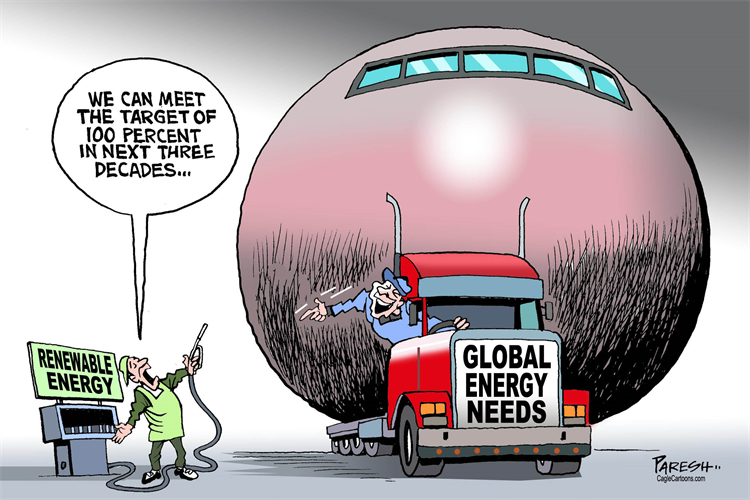 WE CAN MEET
THE TARGET OF
100 PERCENT
IN NEXT THREE
DECADES...
RENEWABLE
ENERGY
GLOBAL
ENERGY
NEEDS
PARESH..
CagleCartoons.com